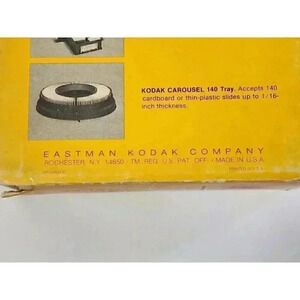 KODAK CAROUSEL 140 Tray. Accepts 140
cardboard or thin-plastic slides up to 1/16-
inch thickness.
EASTMAN KODAK COMPANY
ROCHESTER, N.Y. 14650 · TM. REG. U.S. PAT. OFF. · MADE IN U.S.A.